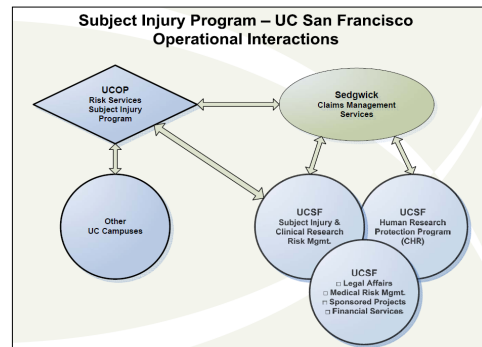 Subject Injury Program – UC San Francisco
Operational Interactions
UCOP
Risk Services
Subject Injury
Program
Sedgwick
Claims Management
Services
Other
UC Campuses
UCSF
Subject Injury &
Clinical Research
Risk Mgmt.
UCSF
Human Research
Protection Program
(CHR)
UCSF
□ Legal Affairs
□ Medical Risk Mgmt.
□ Sponsored Projects
□ Financial Services